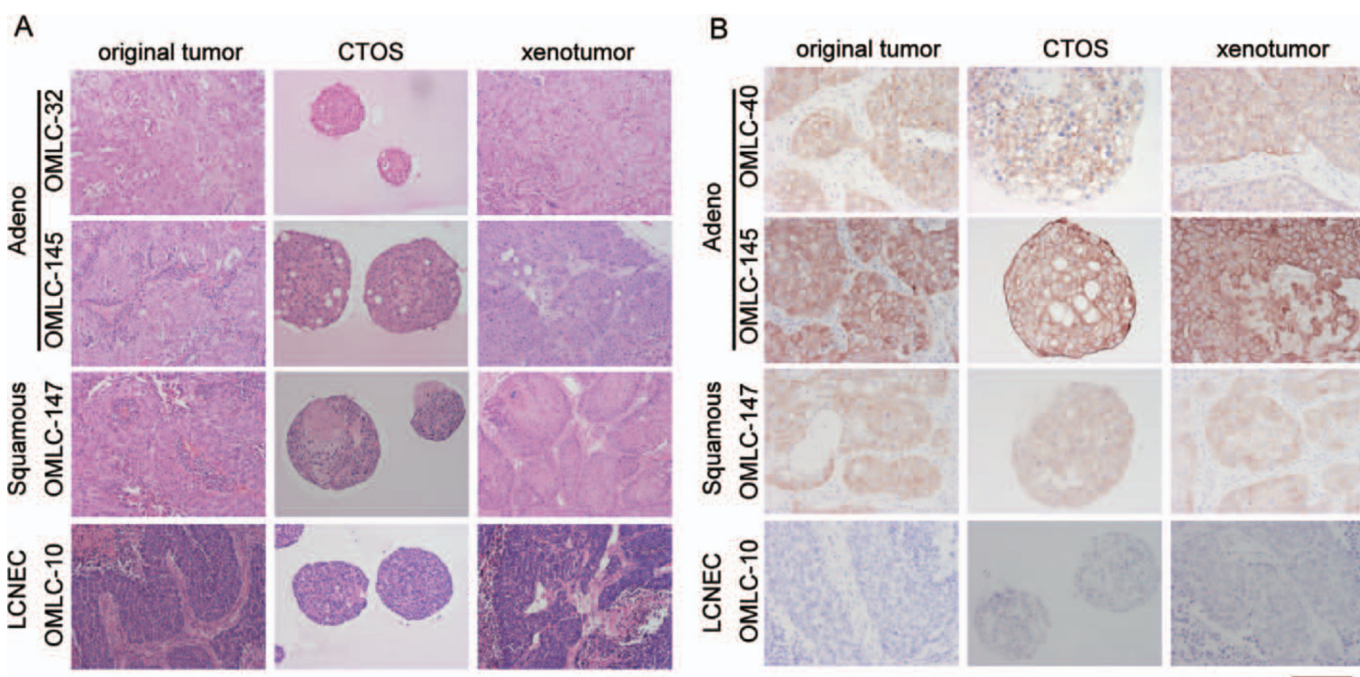 A
original tumor CTOS xenotumor
Adeno
OMLC-32
OMLC-145
Squamous
OMLC-147
LCNEC
OMLC-10
B
original tumor CTOS xenotumor
Adeno
OMLC-40
OMLC-145
Squamous
OMLC-147
LCNEC
OMLC-10